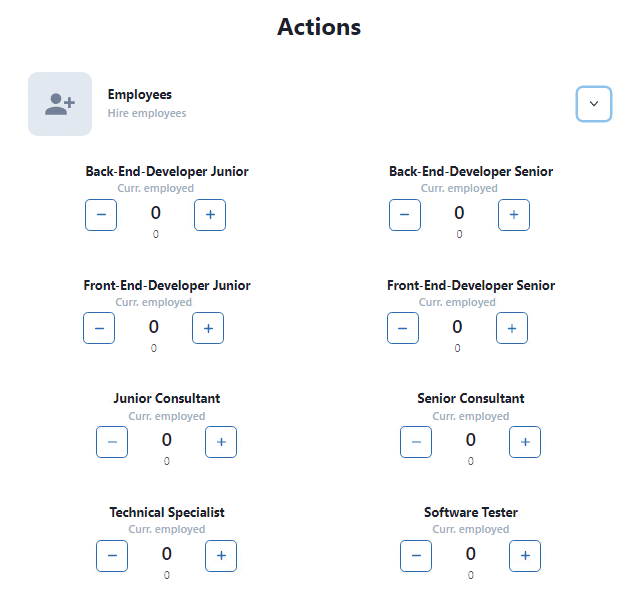 Actions
Employees
Hire employees
Back-End-Developer Junior
Curr. employed
− 0 +
0
Back-End-Developer Senior
Curr. employed
− 0 +
0
Front-End-Developer Junior
Curr. employed
− 0 +
0
Front-End-Developer Senior
Curr. employed
− 0 +
0
Junior Consultant
Curr. employed
− 0 +
0
Senior Consultant
Curr. employed
− 0 +
0
Technical Specialist
Curr. employed
− 0 +
0
Software Tester
Curr. employed
− 0 +
0